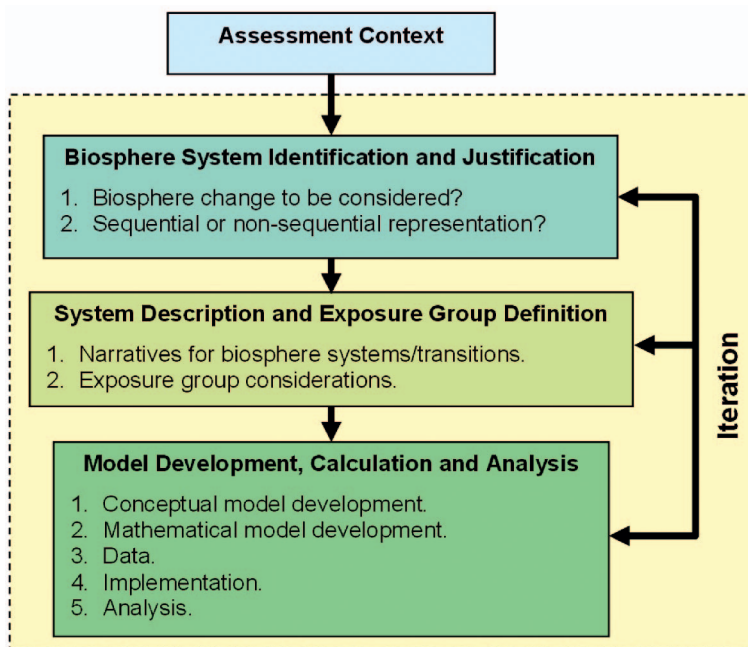 Assessment Context
Biosphere System Identification and Justification
1. Biosphere change to be considered?
2. Sequential or non-sequential representation?
System Description and Exposure Group Definition
1. Narratives for biosphere systems/transitions.
2. Exposure group considerations.
Model Development, Calculation and Analysis
1. Conceptual model development.
2. Mathematical model development.
3. Data.
4. Implementation.
5. Analysis.
Iteration